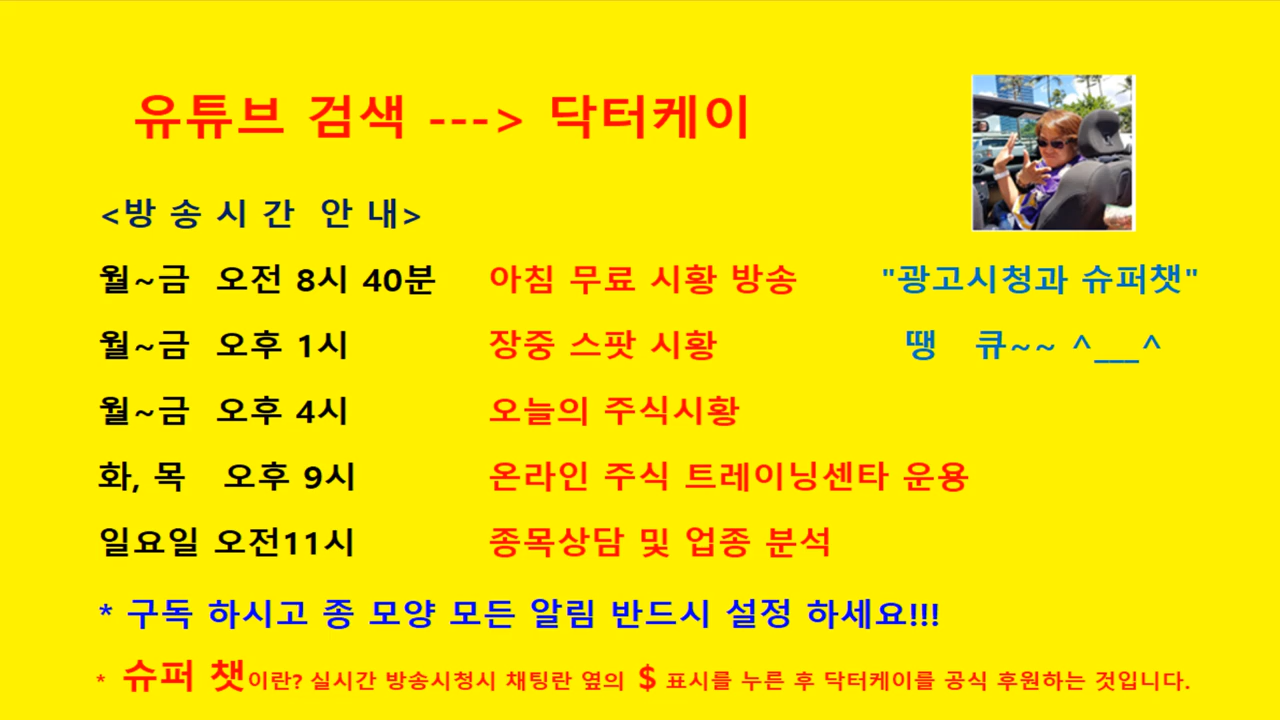 유튜브 검색 ---> 닥터케이
<방 송 시 간 안 내>
월~금 오전 8시 40분 아침 무료 시황 방송 "광고시청과 슈퍼챗"
월~금 오후 1시 장중 스팟 시황 땡 큐~~ ^___^
월~금 오후 4시 오늘의 주식시황
화, 목 오후 9시 온라인 주식 트레이닝센타 운용
일요일 오전11시 종목상담 및 업종 분석
* 구독 하시고 종 모양 모든 알림 반드시 설정 하세요!!!
* 슈퍼 챗이란? 실시간 방송시청시 채팅란 옆의 $ 표시를 누른 후 닥터케이를 공식 후원하는 것입니다.